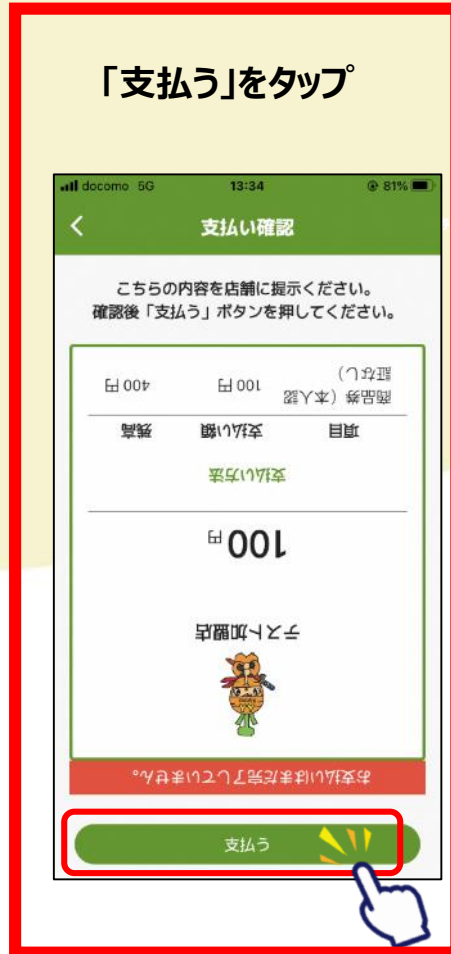 「支払う」をタップ
docomo 5G 13:34 81%
支払い確認
こちらの内容を店舗に提示ください。
確認後「支払う」ボタンを押してください。
お支払いはまだ完了していません。
テスト加盟店
100円
支払い方法
項目 支払い額 残高
商品券（本人認証なし） 100円 400円
支払う